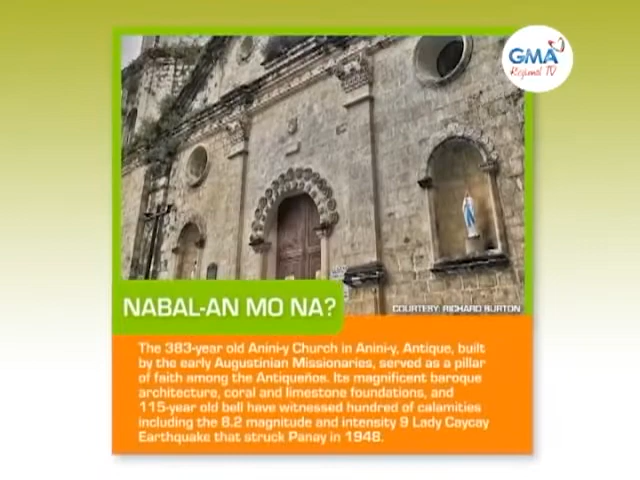 GMA
Regional TV
NABAL-AN MO NA?
COURTESY: RICHARD BURTON
The 383-year old Anini-y Church in Anini-y, Antique, built
by the early Augustinian Missionaries, served as a pillar
of faith among the Antiqueños. Its magnificent baroque
architecture, coral and limestone foundations, and
115-year old bell have witnessed hundred of calamities
including the 8.2 magnitude and intensity 9 Lady Caycay
Earthquake that struck Panay in 1948.